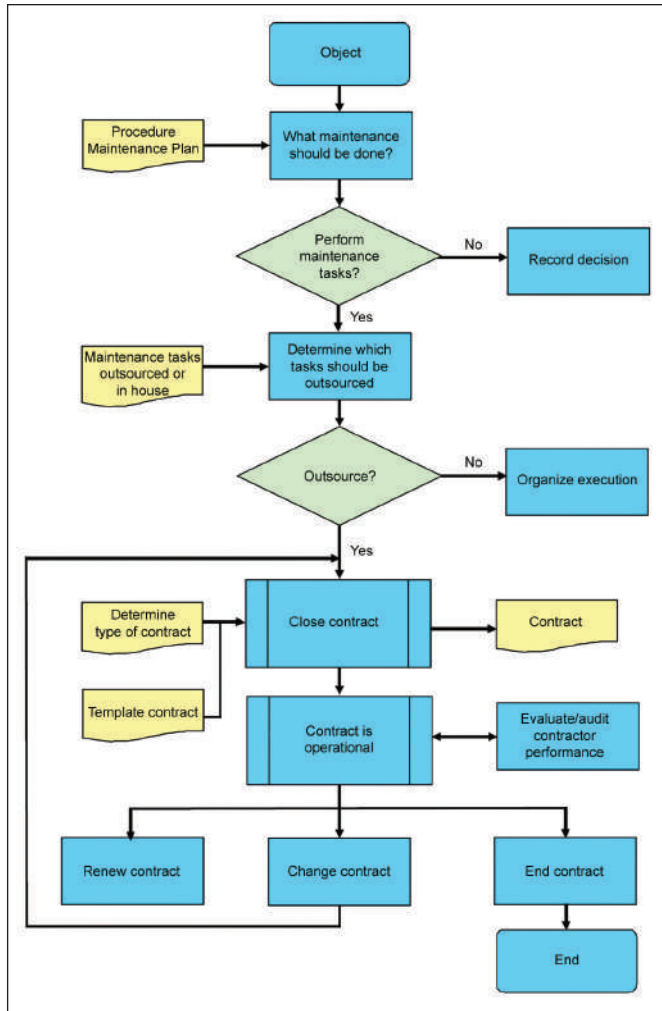 Object
Procedure
Maintenance Plan
What maintenance
should be done?
Perform
maintenance
tasks?
No
Record decision
Yes
Maintenance tasks
outsourced or
in house
Determine which
tasks should be
outsourced
Outsource?
No
Organize execution
Yes
Determine
type of contract
Close contract
Contract
Template contract
Contract is
operational
Evaluate/audit
contractor
performance
Renew contract
Change contract
End contract
End